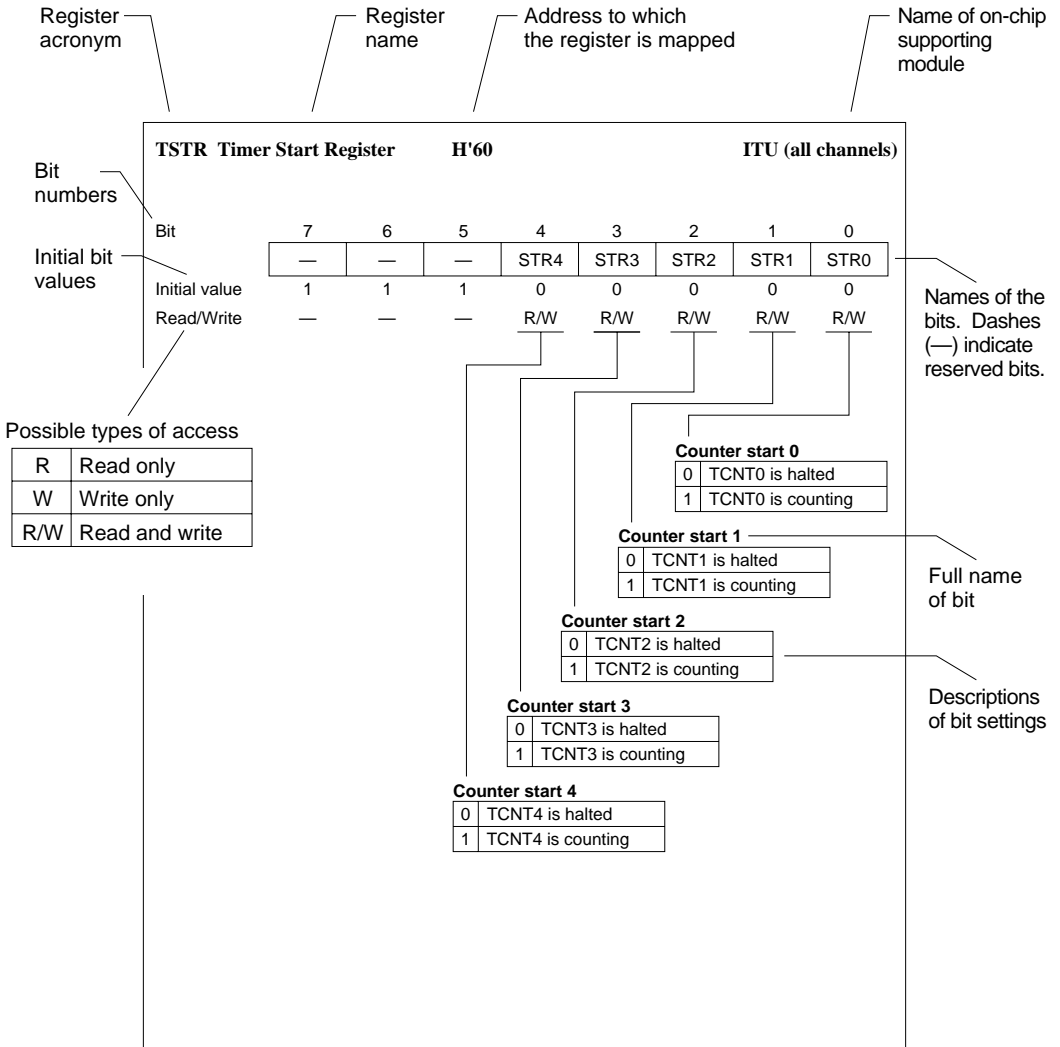 Register
acronym
Register
name
Address to which
the register is mapped
Name of on-chip
supporting
module
TSTR Timer Start Register H'60 ITU (all channels)
Bit
numbers
Bit 7 6 5 4 3 2 1 0
— — — STR4 STR3 STR2 STR1 STR0
Initial bit
values
Initial value 1 1 1 0 0 0 0 0
Read/Write — — — R/W R/W R/W R/W R/W
Names of the
bits. Dashes
(—) indicate
reserved bits.
Possible types of access
R Read only
W Write only
R/W Read and write
Counter start 0
0 TCNT0 is halted
1 TCNT0 is counting
Counter start 1
0 TCNT1 is halted
1 TCNT1 is counting
Full name
of bit
Counter start 2
0 TCNT2 is halted
1 TCNT2 is counting
Descriptions
of bit settings
Counter start 3
0 TCNT3 is halted
1 TCNT3 is counting
Counter start 4
0 TCNT4 is halted
1 TCNT4 is counting